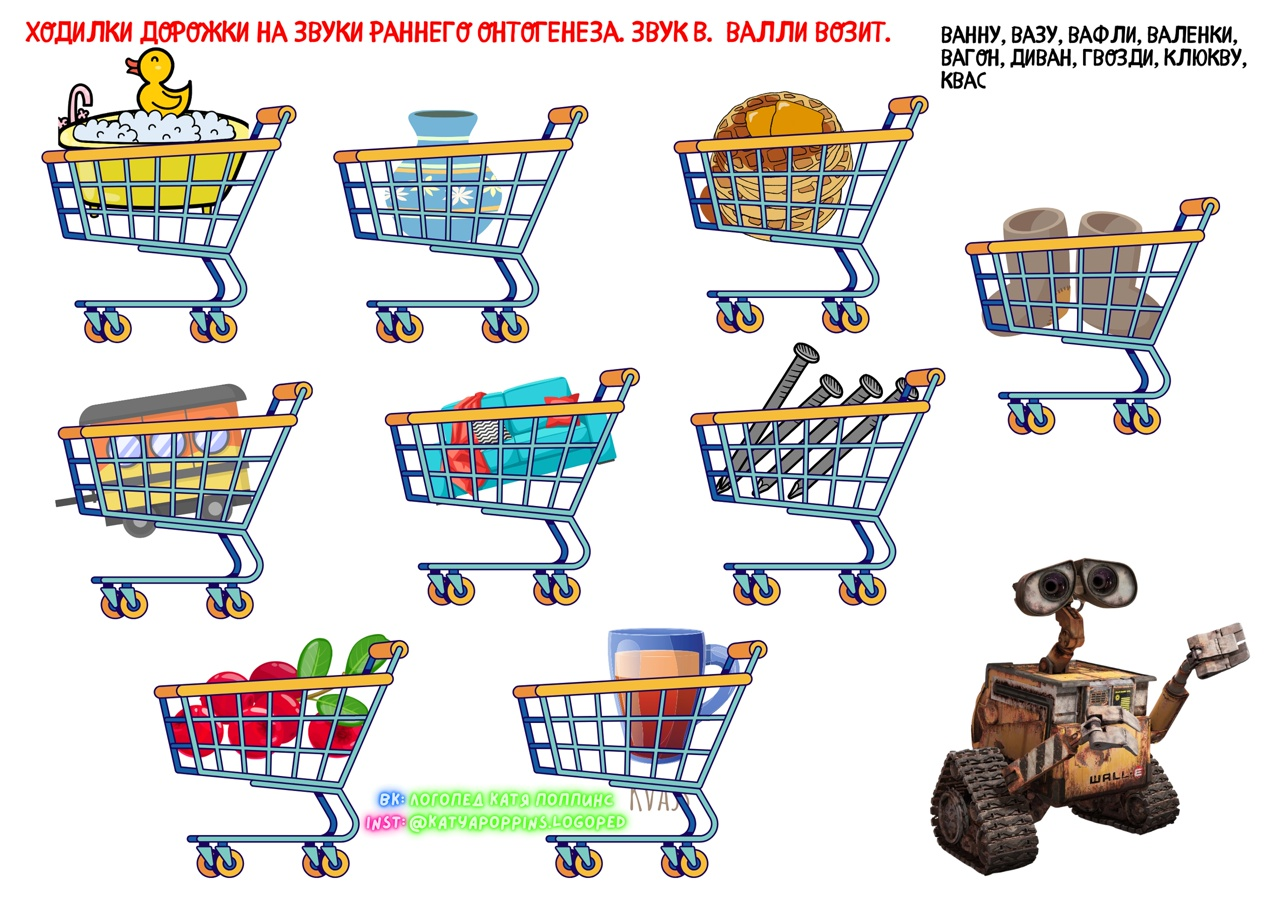 ХОДИЛКИ ДОРОЖКИ НА ЗВУКИ РАННЕГО ОНТОГЕНЕЗА. ЗВУК В. ВАЛЛИ ВОЗИТ.
ВАННУ, ВАЗУ, ВАФЛИ, ВАЛЕНКИ,
ВАГОН, ДИВАН, ГВОЗДИ, КЛЮКВУ,
КВАС
WALL·E
KVASS
ВК: ЛОГОПЕД КАТЯ ПОППИНС
INST: @KATYAPOPPINS.LOGOPED